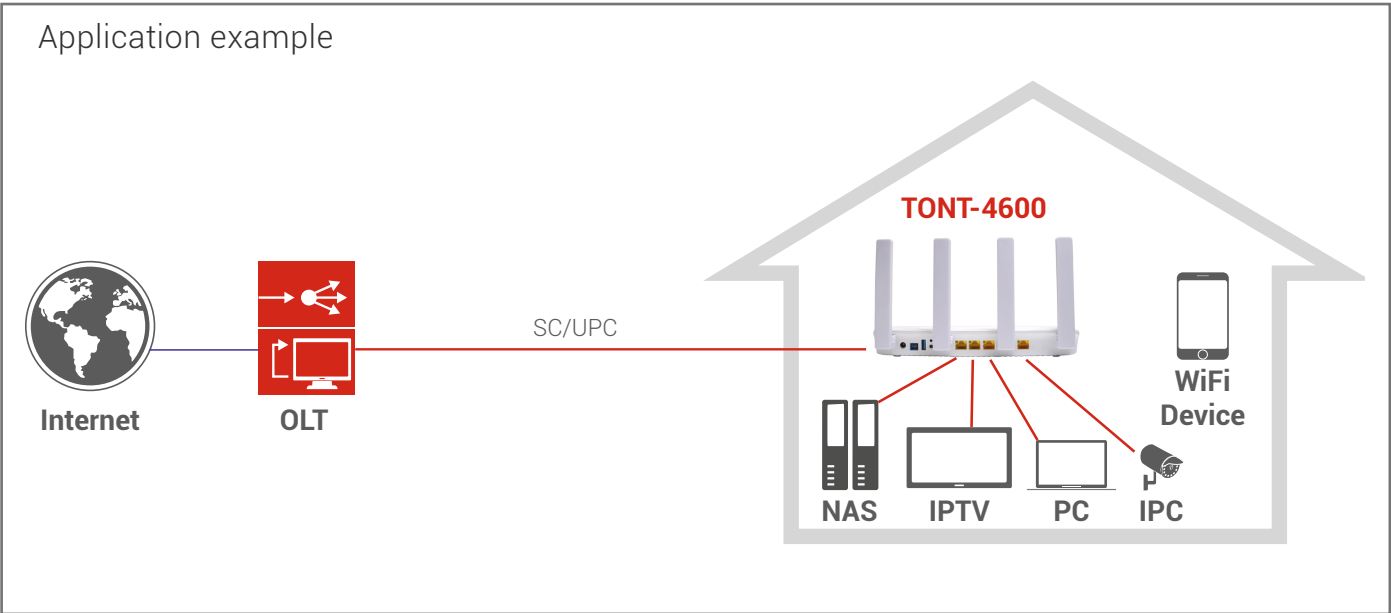 Application example
TONT-4600
SC/UPC
Internet
OLT
WiFi
Device
NAS
IPTV
PC
IPC